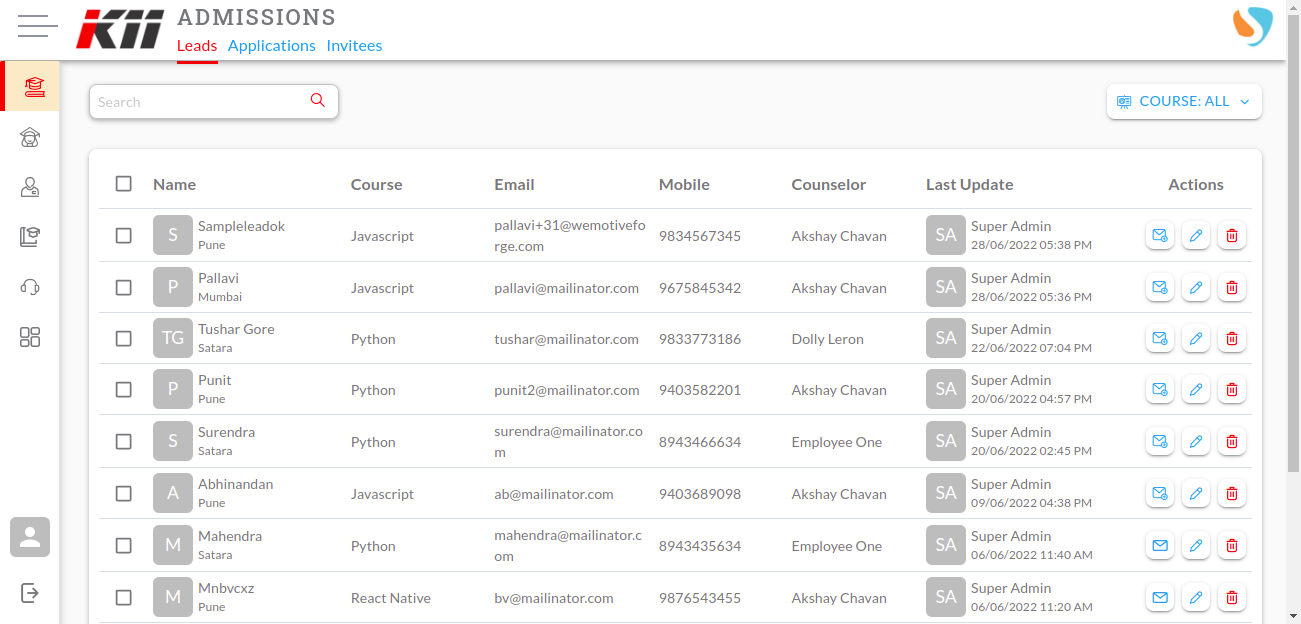 KII
ADMISSIONS
Leads Applications Invitees
Search
COURSE: ALL
Name Course Email Mobile Counselor Last Update Actions
S Sampleleadok Pune Javascript pallavi+31@wemotivefo
rge.com 9834567345 Akshay Chavan SA Super Admin 28/06/2022 05:38 PM
P Pallavi Mumbai Javascript pallavi@mailinator.com 9675845342 Akshay Chavan SA Super Admin 28/06/2022 05:36 PM
TG Tushar Gore Satara Python tushar@mailinator.com 9833773186 Dolly Leron SA Super Admin 22/06/2022 07:04 PM
P Punit Pune Python punit2@mailinator.com 9403582201 Akshay Chavan SA Super Admin 20/06/2022 04:57 PM
S Surendra Satara Python surendra@mailinator.co
m 8943466634 Employee One SA Super Admin 20/06/2022 02:45 PM
A Abhinandan Pune Javascript ab@mailinator.com 9403689098 Akshay Chavan SA Super Admin 09/06/2022 04:38 PM
M Mahendra Satara Python mahendra@mailinator.c
om 8943435634 Employee One SA Super Admin 06/06/2022 11:40 AM
M Mnbvcxz Pune React Native bv@mailinator.com 9876543455 Akshay Chavan SA Super Admin 06/06/2022 11:20 AM